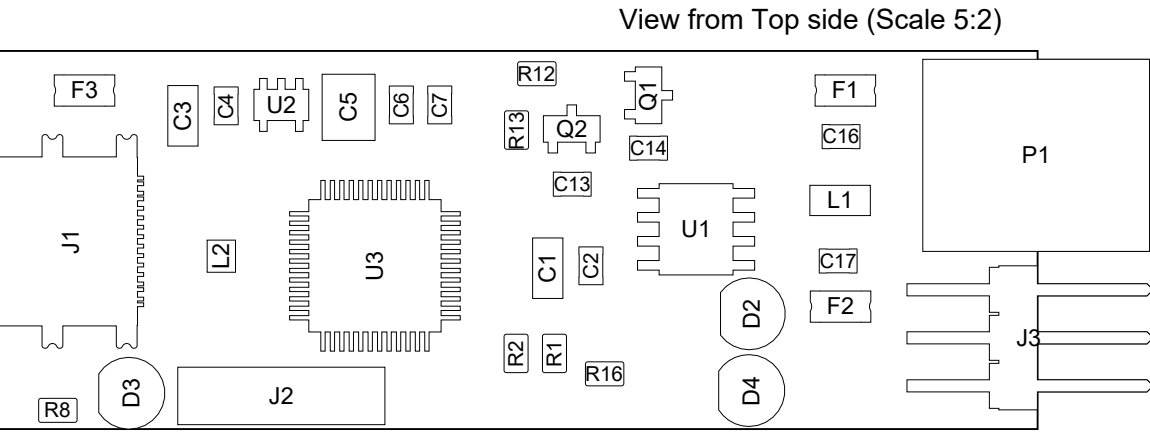 View from Top side (Scale 5:2)
F3
C3
C4
U2
C5
C6
C7
R12
R13
Q2
Q1
C14
C13
F1
C16
P1
L1
J1
L2
U3
C1
C2
U1
C17
D2
F2
J3
R2
R1
R16
D4
R8
D3
J2